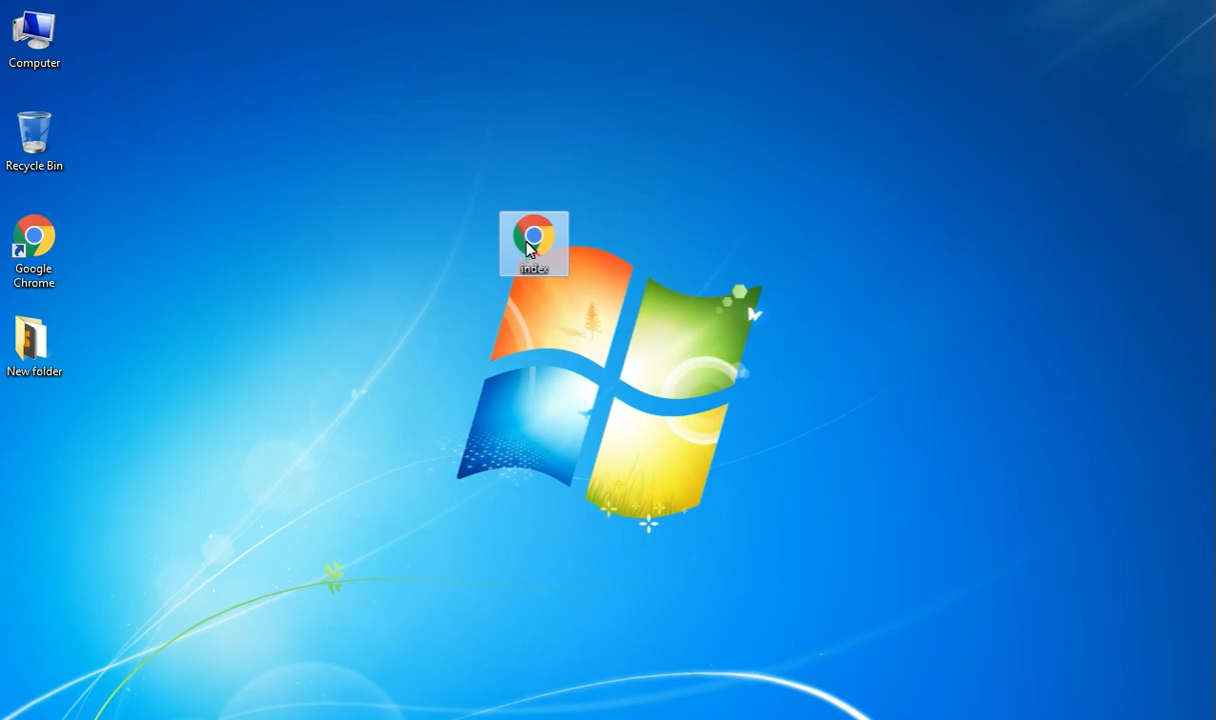 Computer
Recycle Bin
Google
Chrome
New folder
index